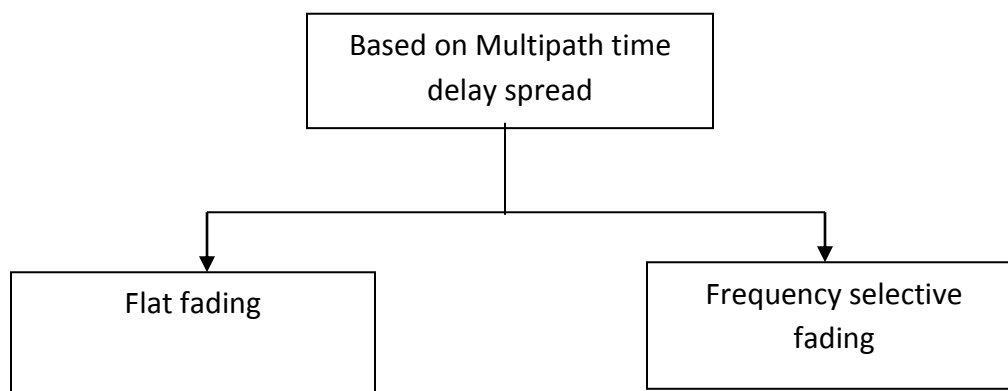 Based on Multipath time
delay spread
Flat fading
Frequency selective
fading